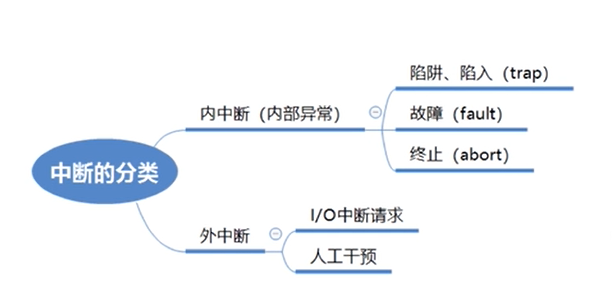 中断的分类
内中断（内部异常）
陷阱、陷入（trap）
故障（fault）
终止（abort）
外中断
I/O中断请求
人工干预